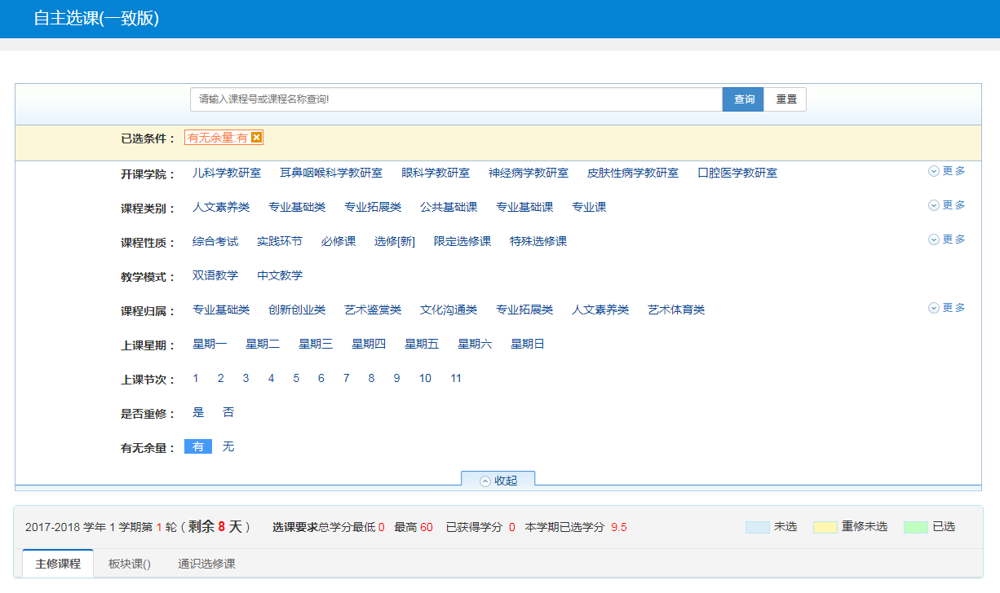 自主选课(一致版)
请输入课程号或课程名称查询! 查询 重置
已选条件： 有无余量:有
开课学院： 儿科学教研室 耳鼻咽喉科学教研室 眼科学教研室 神经病学教研室 皮肤性病学教研室 口腔医学教研室 更多
课程类别： 人文素养类 专业基础类 专业拓展类 公共基础课 专业基础课 专业课 更多
课程性质： 综合考试 实践环节 必修课 选修[新] 限定选修课 特殊选修课 更多
教学模式： 双语教学 中文教学
课程归属： 专业基础类 创新创业类 艺术鉴赏类 文化沟通类 专业拓展类 人文素养类 艺术体育类 更多
上课星期： 星期一 星期二 星期三 星期四 星期五 星期六 星期日
上课节次： 1 2 3 4 5 6 7 8 9 10 11
是否重修： 是 否
有无余量： 有 无
收起
2017-2018 学年 1 学期第 1 轮 ( 剩余 8 天 ) 选课要求总学分最低 0 最高 60 已获得学分 0 本学期已选学分 9.5 未选 重修未选 已选
主修课程 板块课() 通识选修课